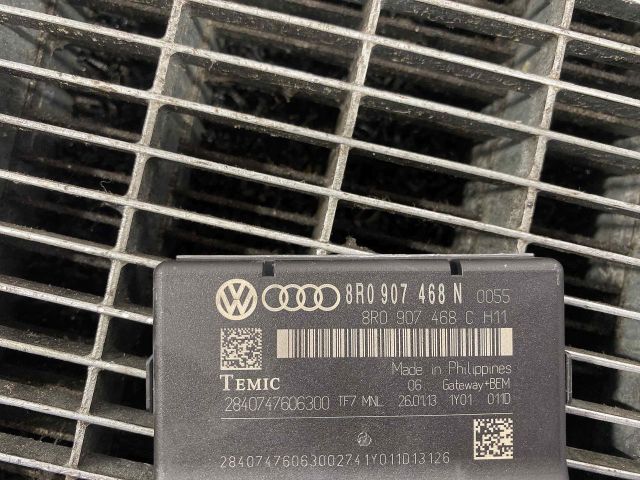 8R0 907 468 N 0055
8R0 907 468 C H11
Made in Philippines
TEMIC 06 Gateway+BEM
2840747606300 TF7 MNL 26.01.13 1Y01 011D
28407476063002741Y011D13126